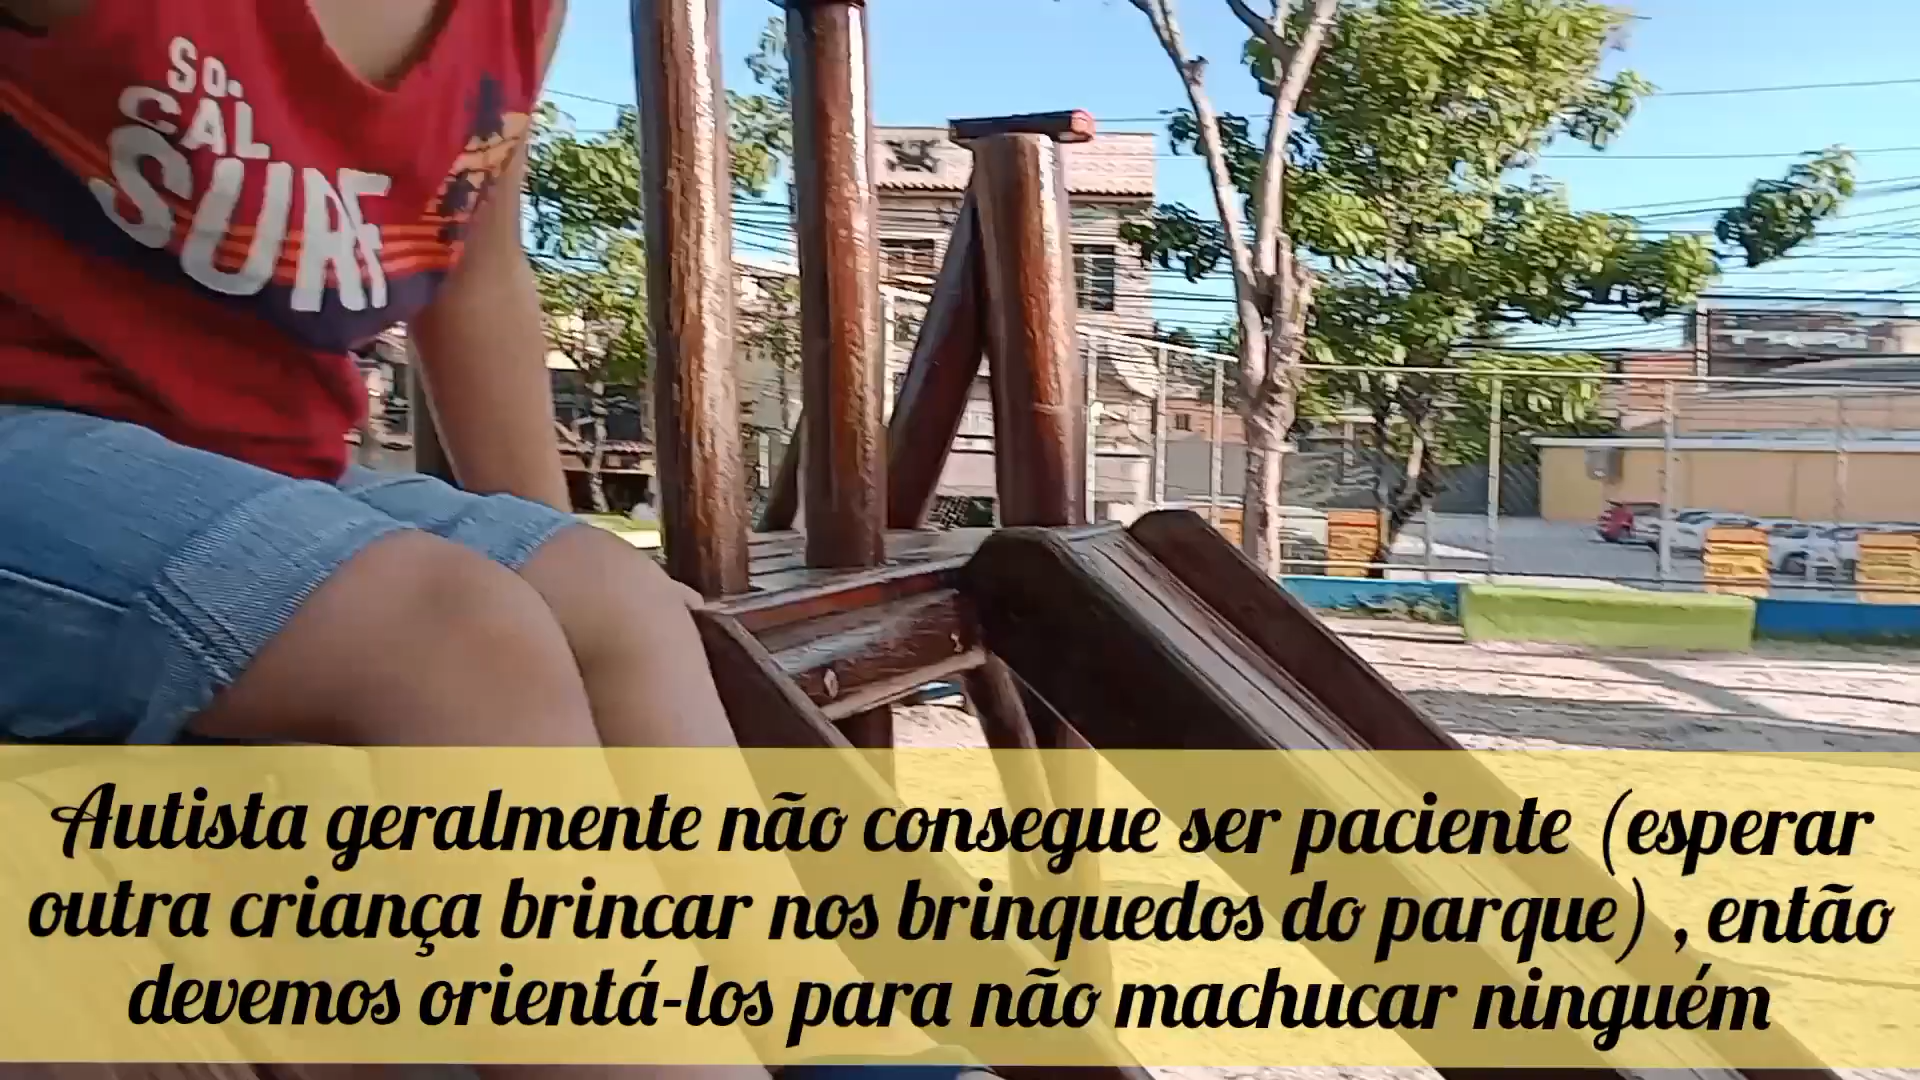 SO.
CAL
SURF
Autista geralmente não consegue ser paciente (esperar
outra criança brincar nos brinquedos do parque) , então
devemos orientá-los para não machucar ninguém